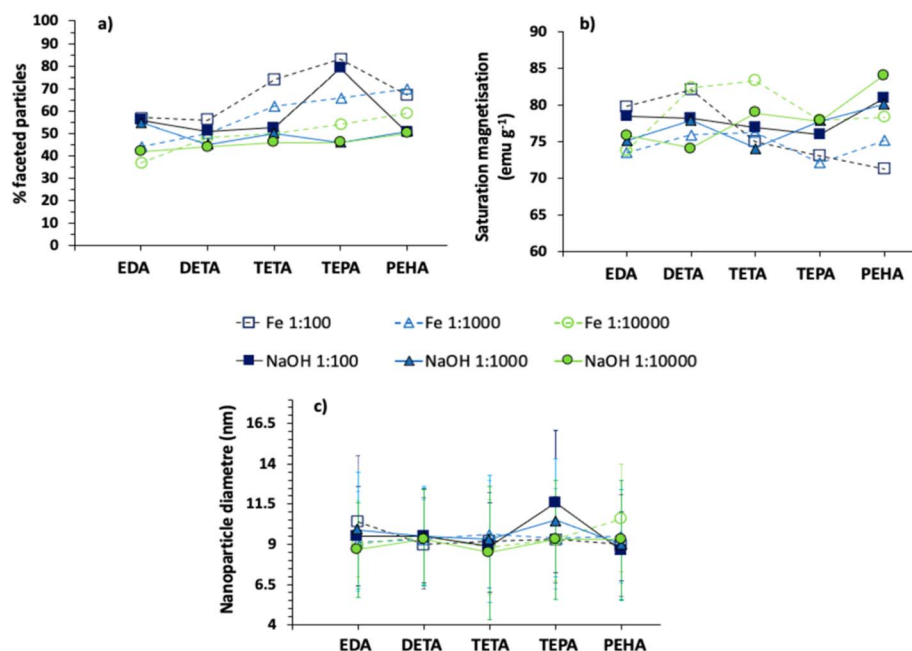 a)
% faceted particles
100
90
80
70
60
50
40
30
20
10
0
EDA DETA TETA TEPA PEHA
b)
Saturation magnetisation
(emu g⁻¹)
90
85
80
75
70
65
60
EDA DETA TETA TEPA PEHA
Fe 1:100 Fe 1:1000 Fe 1:10000
NaOH 1:100 NaOH 1:1000 NaOH 1:10000
c)
Nanoparticle diametre (nm)
16.5
14
11.5
9
6.5
4
EDA DETA TETA TEPA PEHA